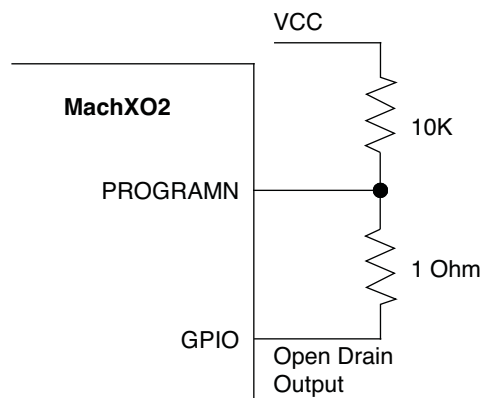 VCC
MachXO2
10K
PROGRAMN
1 Ohm
GPIO
Open Drain
Output